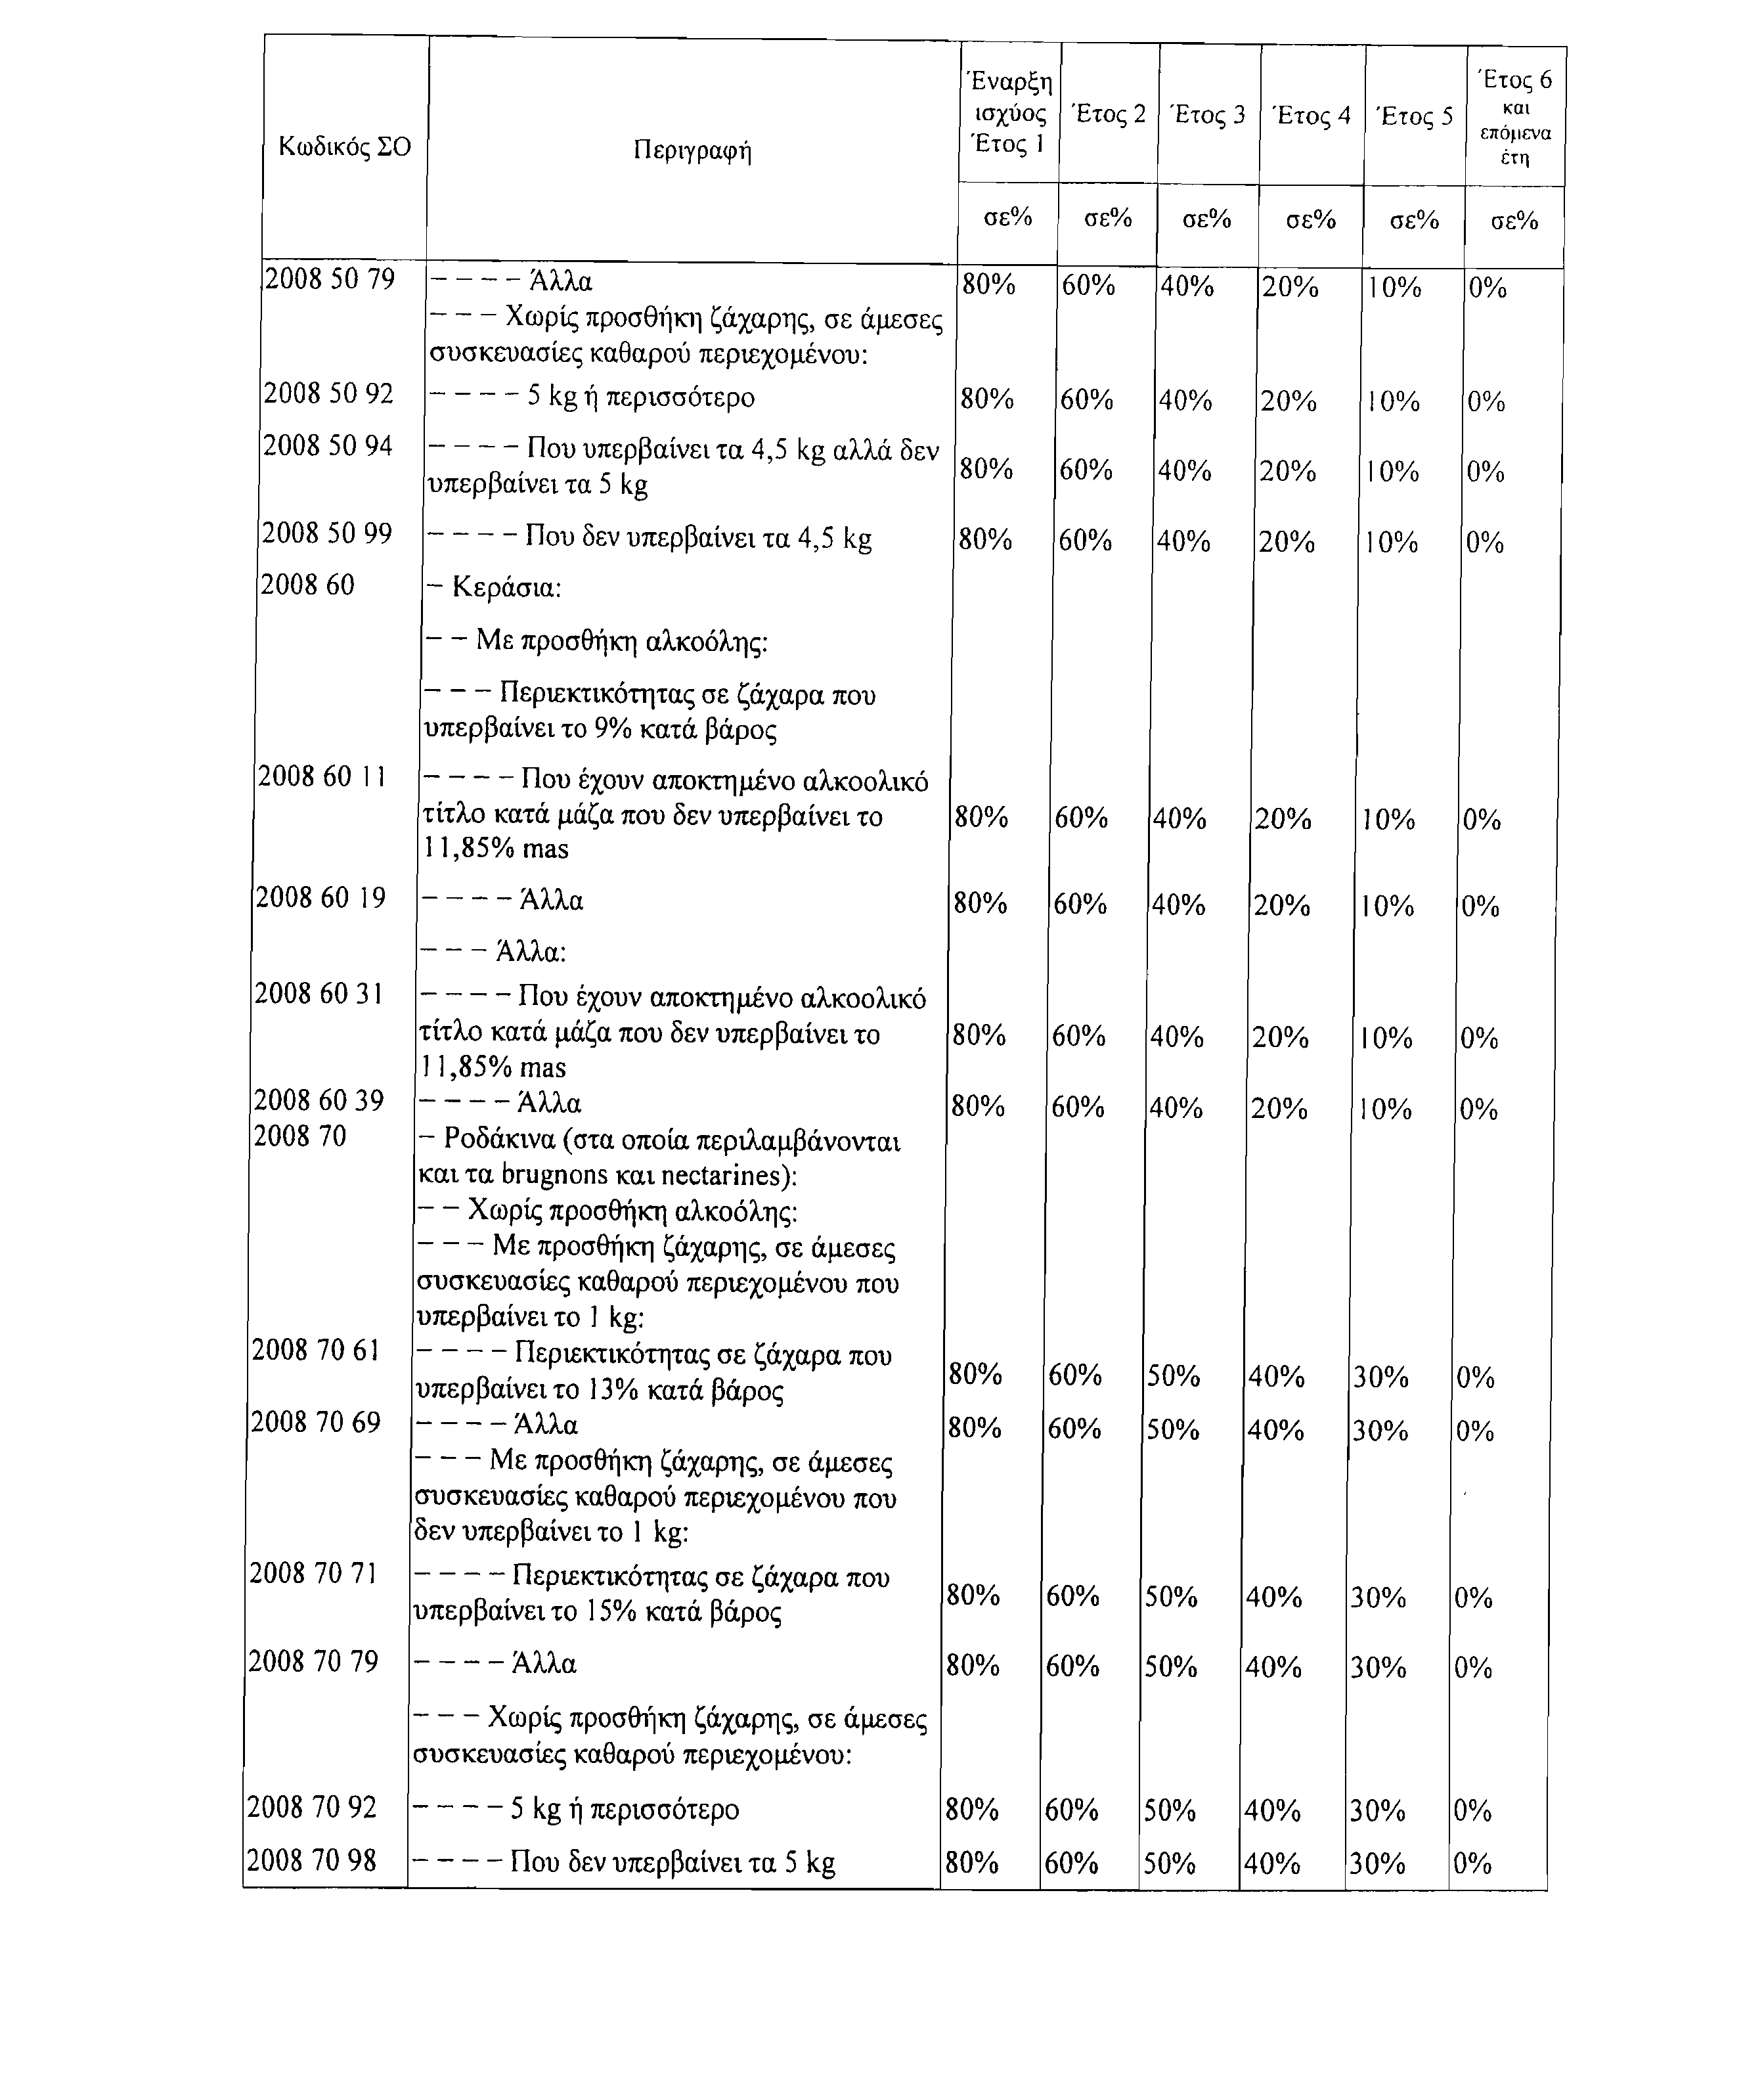 Κωδικός ΣΟ Περιγραφή Έναρξη ισχύος Έτος 1 Έτος 2 Έτος 3 Έτος 4 Έτος 5 Έτος 6 και επόμενα έτη
σε% σε% σε% σε% σε% σε%
2008 50 79 – – – – Άλλα 80% 60% 40% 20% 10% 0%
– – – Χωρίς προσθήκη ζάχαρης, σε άμεσες
συσκευασίες καθαρού περιεχομένου:
2008 50 92 – – – – 5 kg ή περισσότερο 80% 60% 40% 20% 10% 0%
2008 50 94 – – – – Που υπερβαίνει τα 4,5 kg αλλά δεν
υπερβαίνει τα 5 kg 80% 60% 40% 20% 10% 0%
2008 50 99 – – – – Που δεν υπερβαίνει τα 4,5 kg 80% 60% 40% 20% 10% 0%
2008 60 – Κεράσια:
– – Με προσθήκη αλκοόλης:
– – – Περιεκτικότητας σε ζάχαρα που
υπερβαίνει το 9% κατά βάρος
2008 60 11 – – – – Που έχουν αποκτημένο αλκοολικό
τίτλο κατά μάζα που δεν υπερβαίνει το 80% 60% 40% 20% 10% 0%
11,85% mas
2008 60 19 – – – – Άλλα 80% 60% 40% 20% 10% 0%
– – – Άλλα:
2008 60 31 – – – – Που έχουν αποκτημένο αλκοολικό
τίτλο κατά μάζα που δεν υπερβαίνει το 80% 60% 40% 20% 10% 0%
11,85% mas
2008 60 39 – – – – Άλλα 80% 60% 40% 20% 10% 0%
2008 70 – Ροδάκινα (στα οποία περιλαμβάνονται
και τα brugnons και nectarines):
– – Χωρίς προσθήκη αλκοόλης:
– – – Με προσθήκη ζάχαρης, σε άμεσες
συσκευασίες καθαρού περιεχομένου που
υπερβαίνει το 1 kg:
2008 70 61 – – – – Περιεκτικότητας σε ζάχαρα που
υπερβαίνει το 13% κατά βάρος 80% 60% 50% 40% 30% 0%
2008 70 69 – – – – Άλλα 80% 60% 50% 40% 30% 0%
– – – Με προσθήκη ζάχαρης, σε άμεσες
συσκευασίες καθαρού περιεχομένου που
δεν υπερβαίνει το 1 kg:
2008 70 71 – – – – Περιεκτικότητας σε ζάχαρα που
υπερβαίνει το 15% κατά βάρος 80% 60% 50% 40% 30% 0%
2008 70 79 – – – – Άλλα 80% 60% 50% 40% 30% 0%
– – – Χωρίς προσθήκη ζάχαρης, σε άμεσες
συσκευασίες καθαρού περιεχομένου:
2008 70 92 – – – – 5 kg ή περισσότερο 80% 60% 50% 40% 30% 0%
2008 70 98 – – – – Που δεν υπερβαίνει τα 5 kg 80% 60% 50% 40% 30% 0%